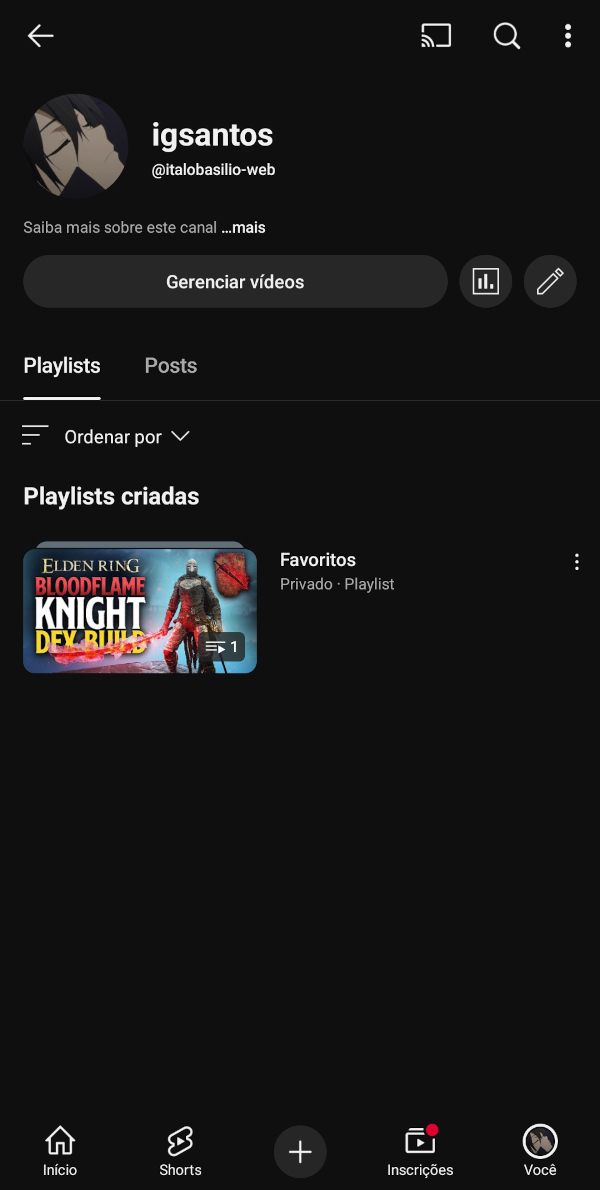 igsantos
@italobasilio-web
Saiba mais sobre este canal ...mais
Gerenciar vídeos
Playlists
Posts
Ordenar por
Playlists criadas
ELDEN RING
BLOODFLAME
KNIGHT
DEX BUILD
1
Favoritos
Privado · Playlist
Início
Shorts
Inscrições
Você